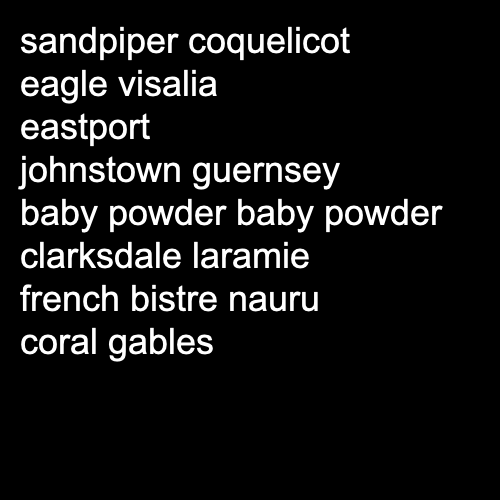 sandpiper coquelicot
eagle visalia
eastport
johnstown guernsey
baby powder baby powder
clarksdale laramie
french bistre nauru
coral gables